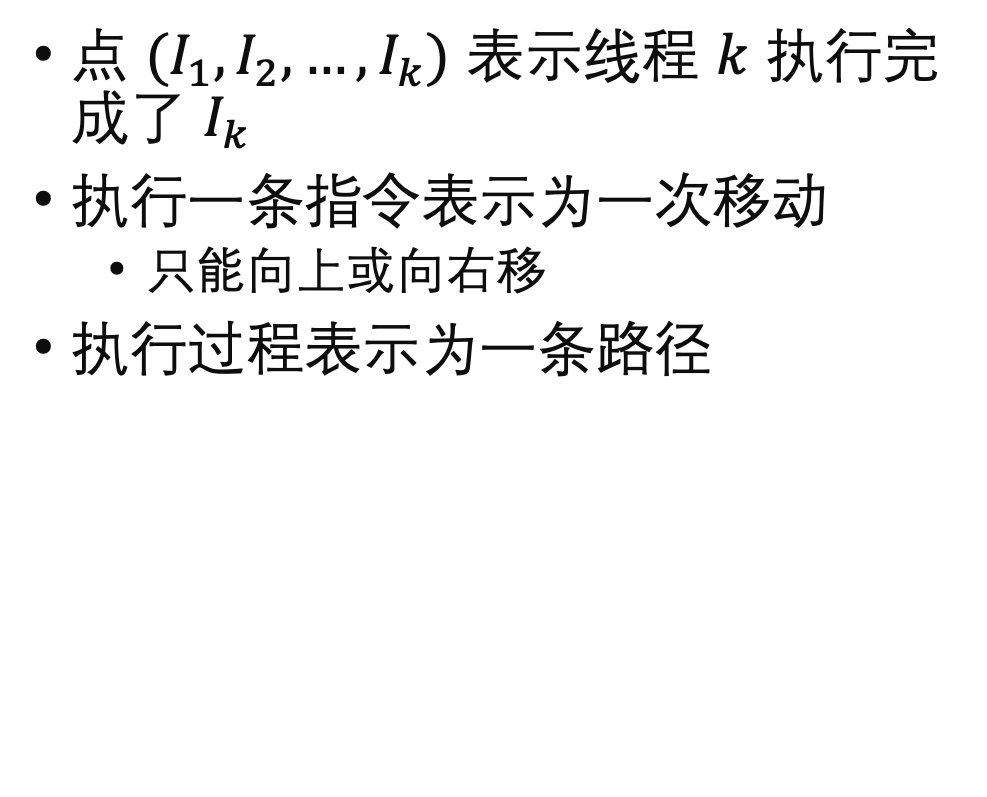 • 点 (I₁, I₂, … , Iₖ) 表示线程 k 执行完
成了 Iₖ
• 执行一条指令表示为一次移动
• 只能向上或向右移
• 执行过程表示为一条路径